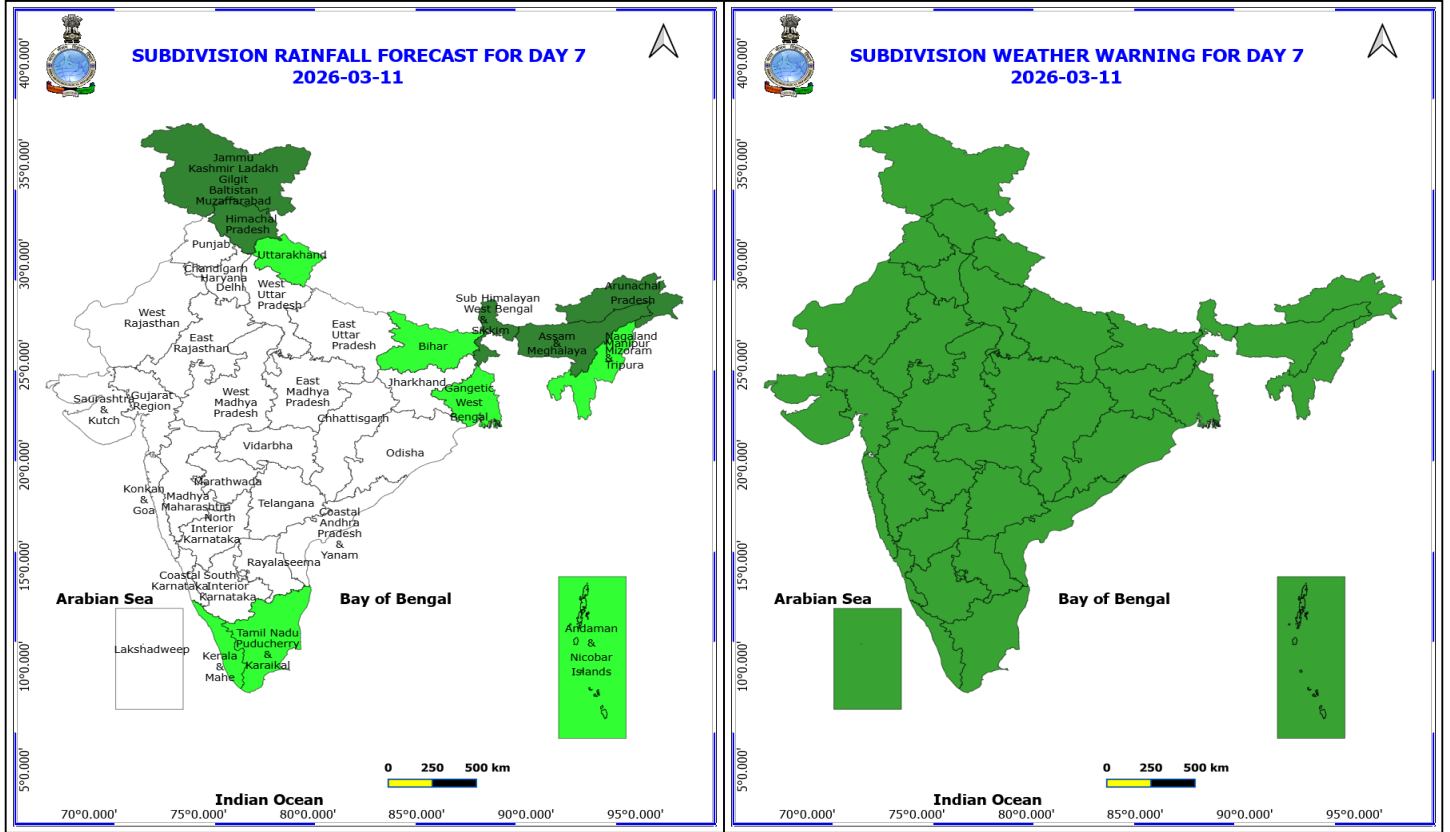 SUBDIVISION RAINFALL FORECAST FOR DAY 7
2026-03-11
40°0.000'
35°0.000'
30°0.000'
25°0.000'
20°0.000'
15°0.000'
10°0.000'
5°0.000'
Jammu
Kashmir Ladakh
Gilgit
Baltistan
Muzaffarabad
Himachal
Pradesh
Punjab
Uttarakhand
Chandigarh
Haryana
Delhi
West
Uttar
Pradesh
West
Rajasthan
East
Rajasthan
East
Uttar
Pradesh
Bihar
Sub Himalayan
West Bengal
&
Sikkim
Arunachal
Pradesh
Assam
&
Meghalaya
Nagaland
Manipur
Mizoram
&
Tripura
Jharkhand
Gangetic
West
Bengal
Saurashtra
&
Kutch
Gujarat
Region
West
Madhya
Pradesh
East
Madhya
Pradesh
Chhattisgarh
Vidarbha
Odisha
Konkan
&
Goa
Marathwada
Madhya
Maharashtra
Telangana
North
Interior
Karnataka
Coastal
Andhra
Pradesh
&
Yanam
Rayalaseema
Coastal
Karnataka
South
Interior
Karnataka
Arabian Sea
Bay of Bengal
Lakshadweep
Kerala
&
Mahe
Tamil Nadu
Puducherry
&
Karaikal
Andaman
&
Nicobar
Islands
0 250 500 km
Indian Ocean
70°0.000' 75°0.000' 80°0.000' 85°0.000' 90°0.000' 95°0.000'
SUBDIVISION WEATHER WARNING FOR DAY 7
2026-03-11
40°0.000'
35°0.000'
30°0.000'
25°0.000'
20°0.000'
15°0.000'
10°0.000'
5°0.000'
Arabian Sea
Bay of Bengal
0 250 500 km
Indian Ocean
70°0.000' 75°0.000' 80°0.000' 85°0.000' 90°0.000' 95°0.000'